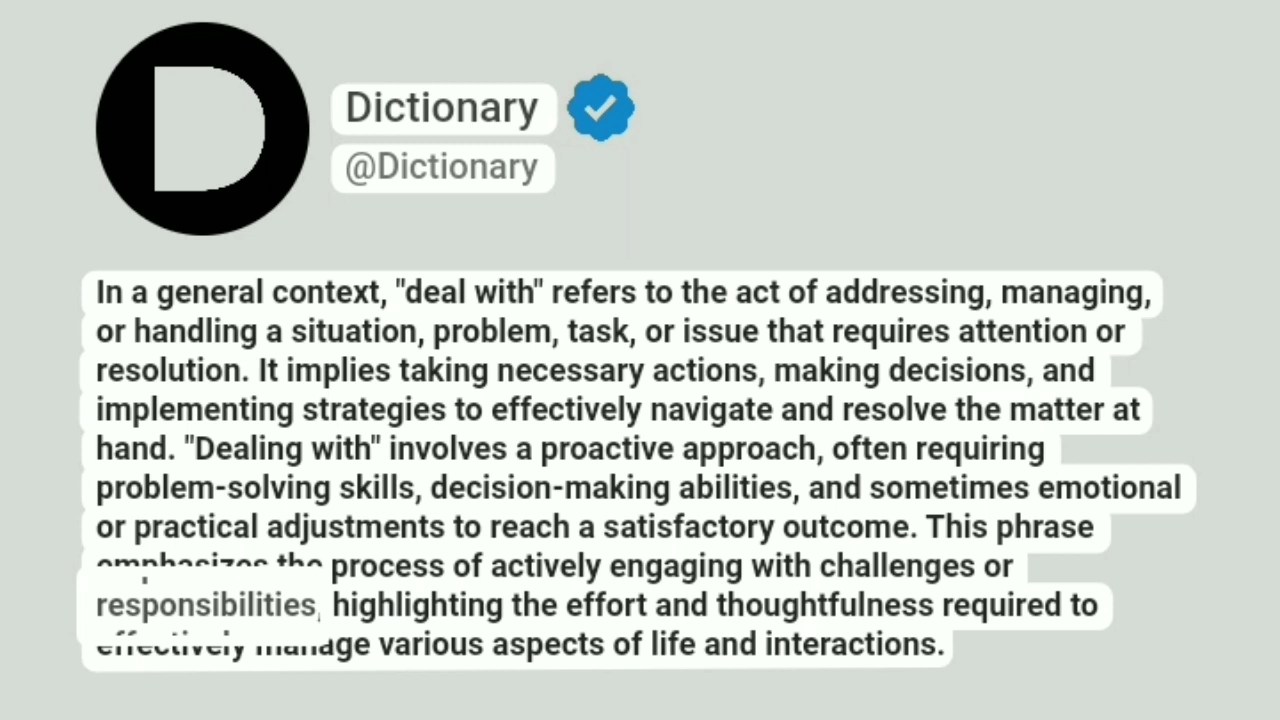 D
Dictionary
@Dictionary
In a general context, "deal with" refers to the act of addressing, managing,
or handling a situation, problem, task, or issue that requires attention or
resolution. It implies taking necessary actions, making decisions, and
implementing strategies to effectively navigate and resolve the matter at
hand. "Dealing with" involves a proactive approach, often requiring
problem-solving skills, decision-making abilities, and sometimes emotional
or practical adjustments to reach a satisfactory outcome. This phrase
emphasizes the process of actively engaging with challenges or
responsibilities, highlighting the effort and thoughtfulness required to
effectively manage various aspects of life and interactions.